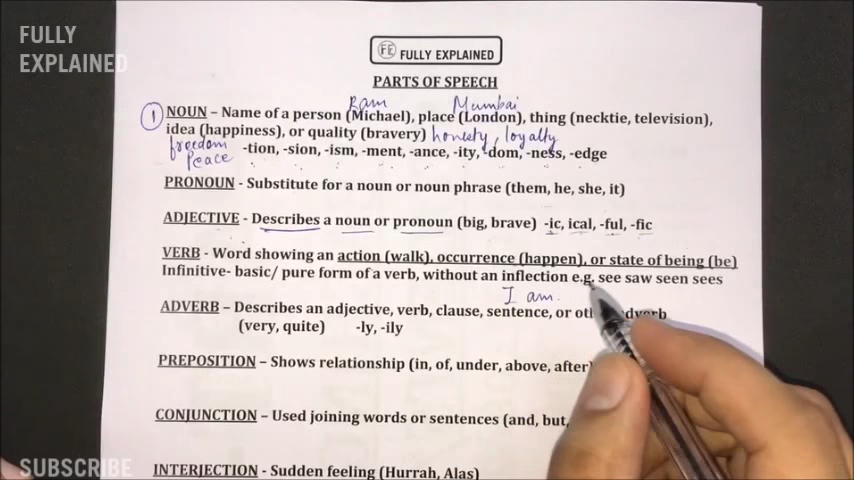 FULLY
EXPLAINED
FE FULLY EXPLAINED
PARTS OF SPEECH
Ram Mumbai
1 NOUN – Name of a person (Michael), place (London), thing (necktie, television),
idea (happiness), or quality (bravery) honesty, loyalty
freedom
Peace -tion, -sion, -ism, -ment, -ance, -ity, -dom, -ness, -edge
PRONOUN - Substitute for a noun or noun phrase (them, he, she, it)
ADJECTIVE - Describes a noun or pronoun (big, brave) -ic, ical, -ful, -fic
VERB - Word showing an action (walk), occurrence (happen), or state of being (be)
Infinitive- basic/ pure form of a verb, without an inflection e.g. see saw seen sees
I am.
ADVERB – Describes an adjective, verb, clause, sentence, or adverb
(very, quite) -ly, -ily
PREPOSITION – Shows relationship (in, of, under, above, after)
CONJUNCTION – Used joining words or sentences (and, but,
INTERJECTION - Sudden feeling (Hurrah, Alas)
SUBSCRIBE